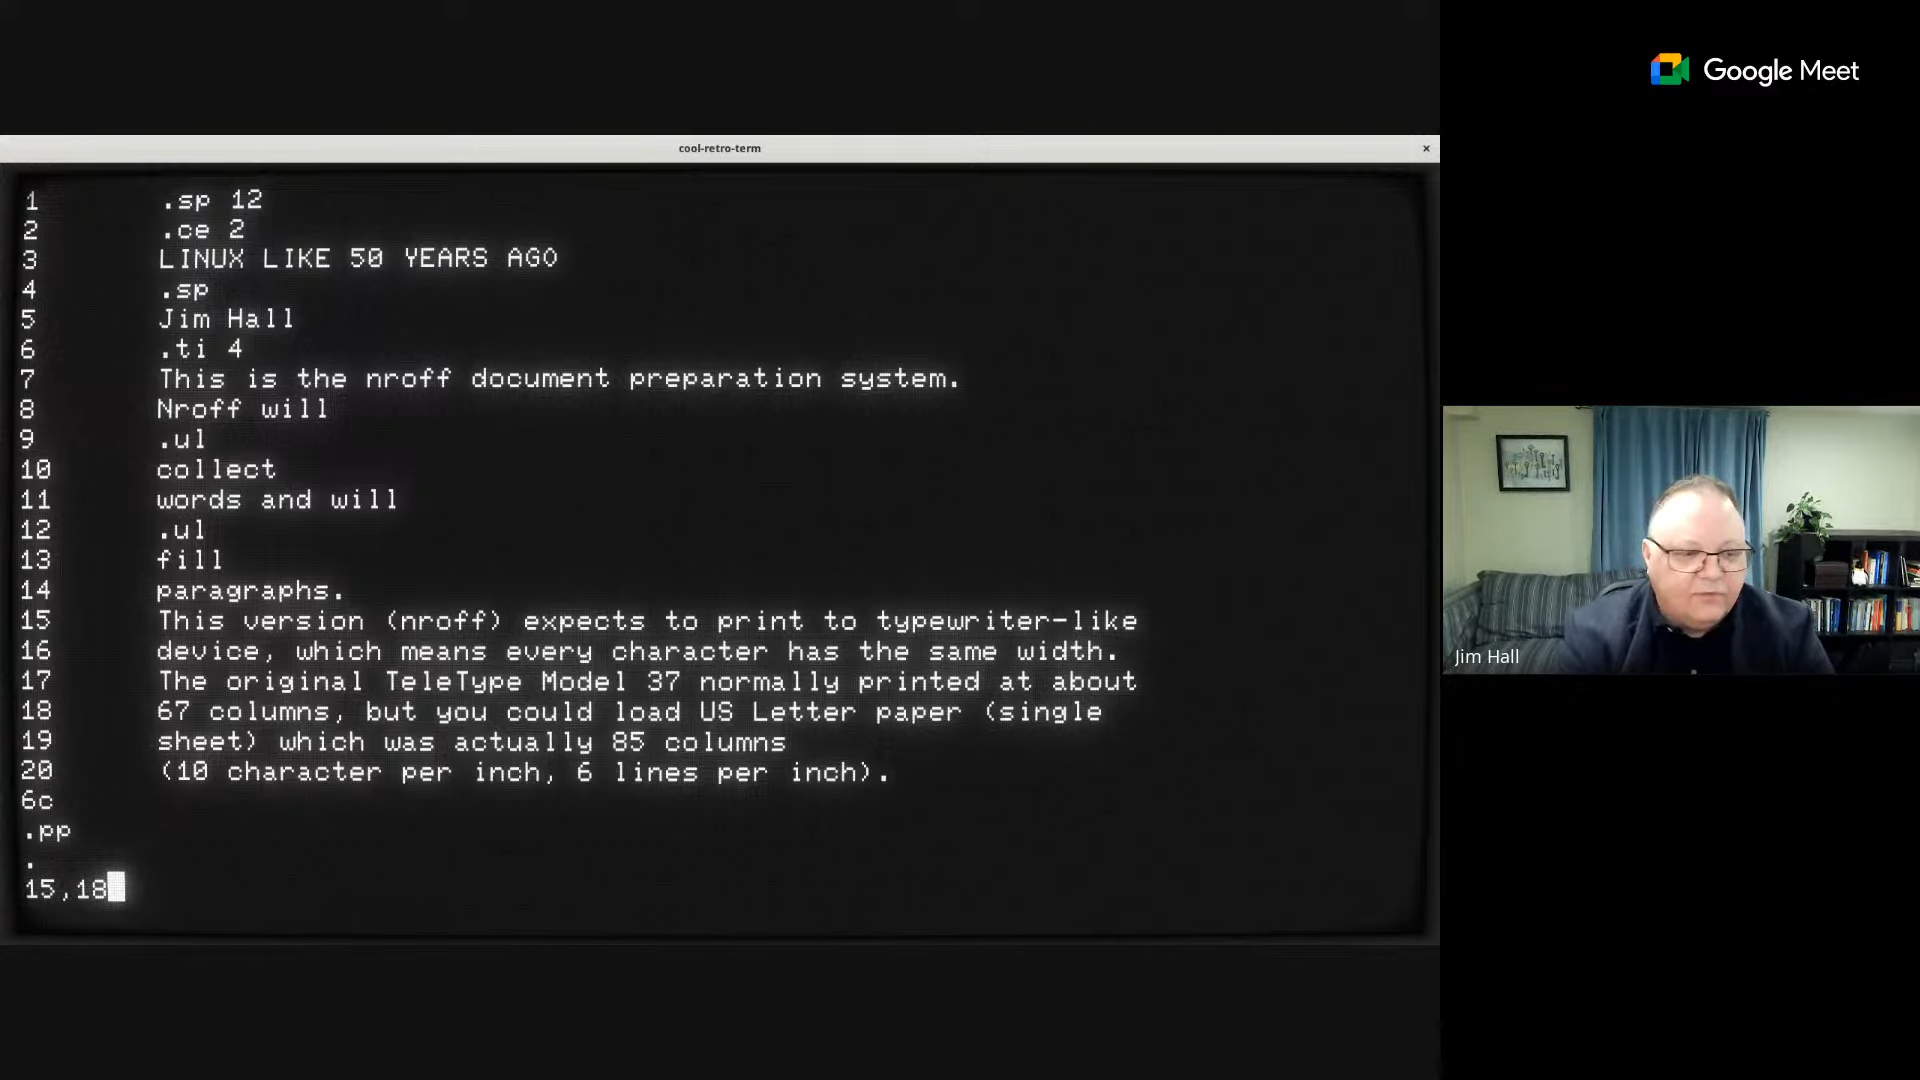 Google Meet
cool-retro-term ×
1 .sp 12
2 .ce 2
3 LINUX LIKE 50 YEARS AGO
4 .sp
5 Jim Hall
6 .ti 4
7 This is the nroff document preparation system.
8 Nroff will
9 .ul
10 collect
11 words and will
12 .ul
13 fill
14 paragraphs.
15 This version (nroff) expects to print to typewriter-like
16 device, which means every character has the same width.
17 The original TeleType Model 37 normally printed at about
18 67 columns, but you could load US Letter paper (single
19 sheet) which was actually 85 columns
20 (10 character per inch, 6 lines per inch).
6c
.pp
.
15,18
Jim Hall